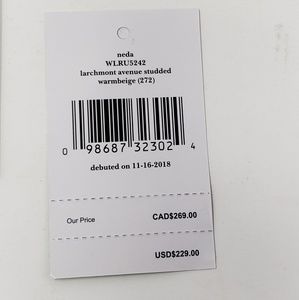 neda
WLRU5242
larchmont avenue studded
warmbeige (272)
0 98687 32302 4
debuted on 11-16-2018
Our Price CAD$269.00
USD$229.00